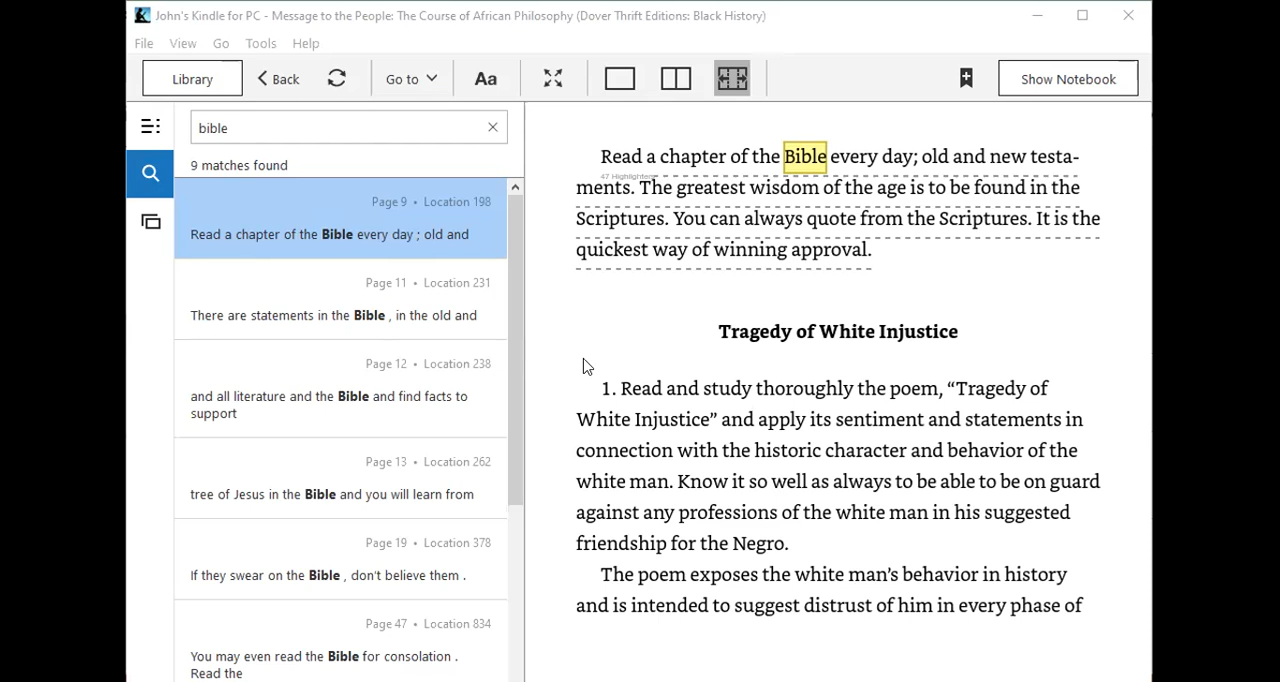 John's Kindle for PC - Message to the People: The Course of African Philosophy (Dover Thrift Editions: Black History)
File View Go Tools Help
Library Back Go to Aa Show Notebook
bible
9 matches found
Page 9 • Location 198
Read a chapter of the Bible every day ; old and
Page 11 • Location 231
There are statements in the Bible , in the old and
Page 12 • Location 238
and all literature and the Bible and find facts to
support
Page 13 • Location 262
tree of Jesus in the Bible and you will learn from
Page 19 • Location 378
If they swear on the Bible , don't believe them .
Page 47 • Location 834
You may even read the Bible for consolation .
Read the
Read a chapter of the Bible every day; old and new testa-
47 Highlighters
ments. The greatest wisdom of the age is to be found in the
Scriptures. You can always quote from the Scriptures. It is the
quickest way of winning approval.
Tragedy of White Injustice
1. Read and study thoroughly the poem, “Tragedy of
White Injustice” and apply its sentiment and statements in
connection with the historic character and behavior of the
white man. Know it so well as always to be able to be on guard
against any professions of the white man in his suggested
friendship for the Negro.
The poem exposes the white man’s behavior in history
and is intended to suggest distrust of him in every phase of